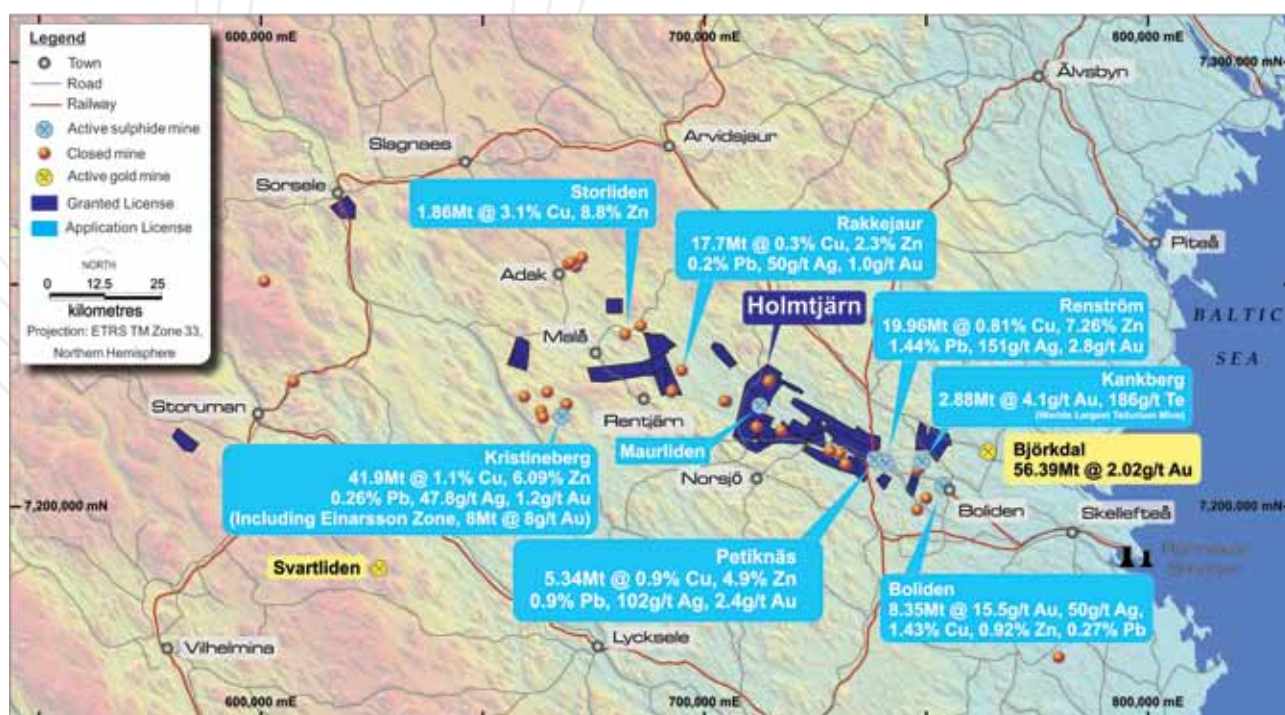 Legend
Town
Road
Railway
Active sulphide mine
Closed mine
Active gold mine
Granted License
Application License
NORTH
0 12.5 25
kilometres
Projection: ETRS TM Zone 33,
Northern Hemisphere
600,000 mE
700,000 mE
800,000 mE
7,300,000 mN
Älvsbyn
Slagnaes
Arvidsjaur
Sorsele
Storliden
1.86Mt @ 3.1% Cu, 8.8% Zn
Rakkejaur
17.7Mt @ 0.3% Cu, 2.3% Zn
0.2% Pb, 50g/t Ag, 1.0g/t Au
Piteå
Adak
Holmtjärn
Renström
19.96Mt @ 0.81% Cu, 7.26% Zn
1.44% Pb, 151g/t Ag, 2.8g/t Au
BALTIC
SEA
Malå
Kankberg
2.88Mt @ 4.1g/t Au, 186g/t Te
(Worlds Largest Tellurium Mine)
Storuman
Rentjärn
Maurliden
Björkdal
56.39Mt @ 2.02g/t Au
Kristineberg
41.9Mt @ 1.1% Cu, 6.09% Zn
0.26% Pb, 47.8g/t Ag, 1.2g/t Au
(Including Einarsson Zone, 8Mt @ 8g/t Au)
Norsjö
7,200,000 mN
7,200,000 mN
Boliden
Skellefteå
Svartliden
Petiknäs
5.34Mt @ 0.9% Cu, 4.9% Zn
0.9% Pb, 102g/t Ag, 2.4g/t Au
Boliden
8.35Mt @ 15.5g/t Au, 50g/t Ag,
1.43% Cu, 0.92% Zn, 0.27% Pb
Vilhelmina
Lycksele
600,000 mE
700,000 mE
800,000 mE